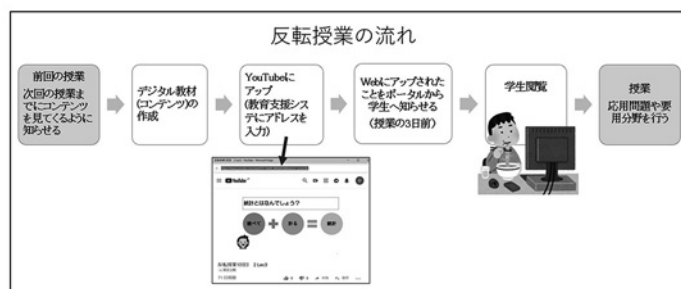 反転授業の流れ
前回の授業
次回の授業ま
でにコンテンツ
を見てくるように
知らせる
デジタル教材
(コンテンツ)の
作成
YouTubeに
アップ
(教育支援シス
テムにアドレスを
入力)
Webにアップされた
ことをポータルから
学生へ知らせる
(授業の3日前)
学生閲覧
授業
応用問題や要
用分野を行う
YouTube
統計とはなんでしょう?
統計